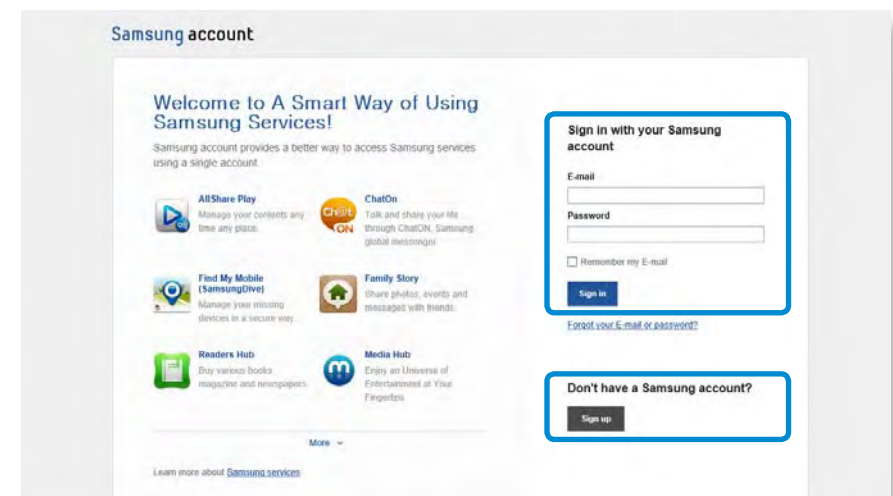 Samsung account
Welcome to A Smart Way of Using
Samsung Services!
Samsung account provides a better way to access Samsung services
using a single account.
AllShare Play
Manage your contents any
time any place.
Ch@t
ON
ChatOn
Talk and share your life
through ChatON, Samsung
global messenger
Find My Mobile
(SamsungDive)
Manage your missing
devices in a secure way.
Family Story
Share photos, events and
messages with friends.
Readers Hub
Buy various books
magazine and newspapers.
Media Hub
Enjoy an Universe of
Entertainment at Your
Fingertips
More
Learn more about Samsung services
Sign in with your Samsung
account
E-mail
Password
Remember my E-mail
Sign in
Forgot your E-mail or password?
Don't have a Samsung account?
Sign up